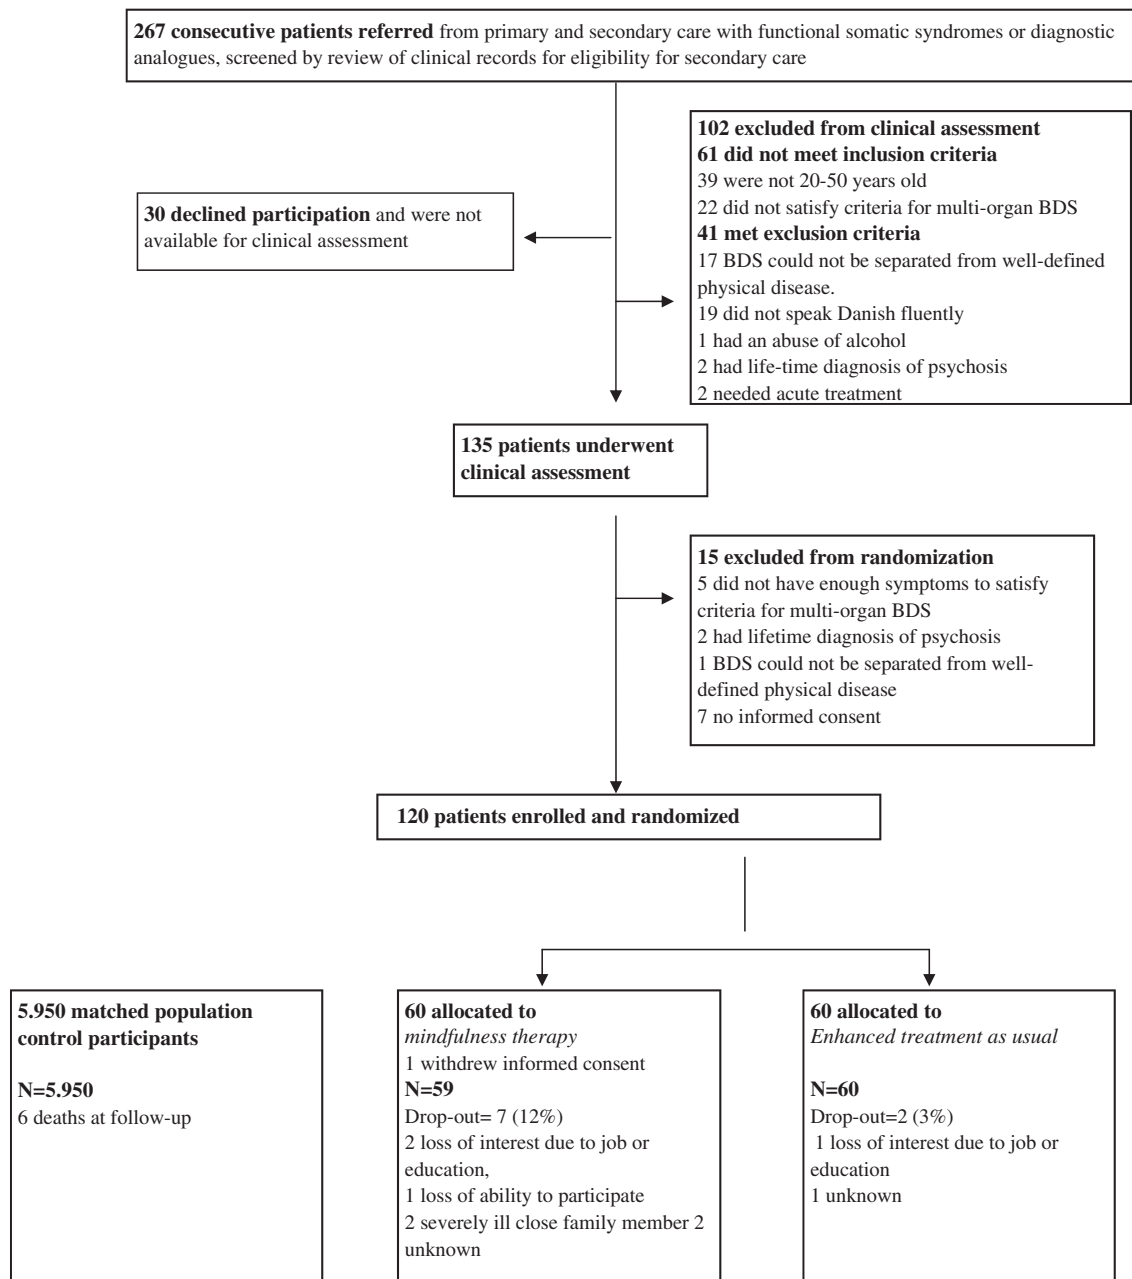 267 consecutive patients referred from primary and secondary care with functional somatic syndromes or diagnostic
analogues, screened by review of clinical records for eligibility for secondary care
102 excluded from clinical assessment
61 did not meet inclusion criteria
39 were not 20-50 years old
22 did not satisfy criteria for multi-organ BDS
41 met exclusion criteria
17 BDS could not be separated from well-defined
physical disease.
19 did not speak Danish fluently
1 had an abuse of alcohol
2 had life-time diagnosis of psychosis
2 needed acute treatment
30 declined participation and were not
available for clinical assessment
135 patients underwent
clinical assessment
15 excluded from randomization
5 did not have enough symptoms to satisfy
criteria for multi-organ BDS
2 had lifetime diagnosis of psychosis
1 BDS could not be separated from well-
defined physical disease
7 no informed consent
120 patients enrolled and randomized
5.950 matched population
control participants
N=5.950
6 deaths at follow-up
60 allocated to
mindfulness therapy
1 withdrew informed consent
N=59
Drop-out= 7 (12%)
2 loss of interest due to job or
education,
1 loss of ability to participate
2 severely ill close family member 2
unknown
60 allocated to
Enhanced treatment as usual
N=60
Drop-out=2 (3%)
1 loss of interest due to job or
education
1 unknown